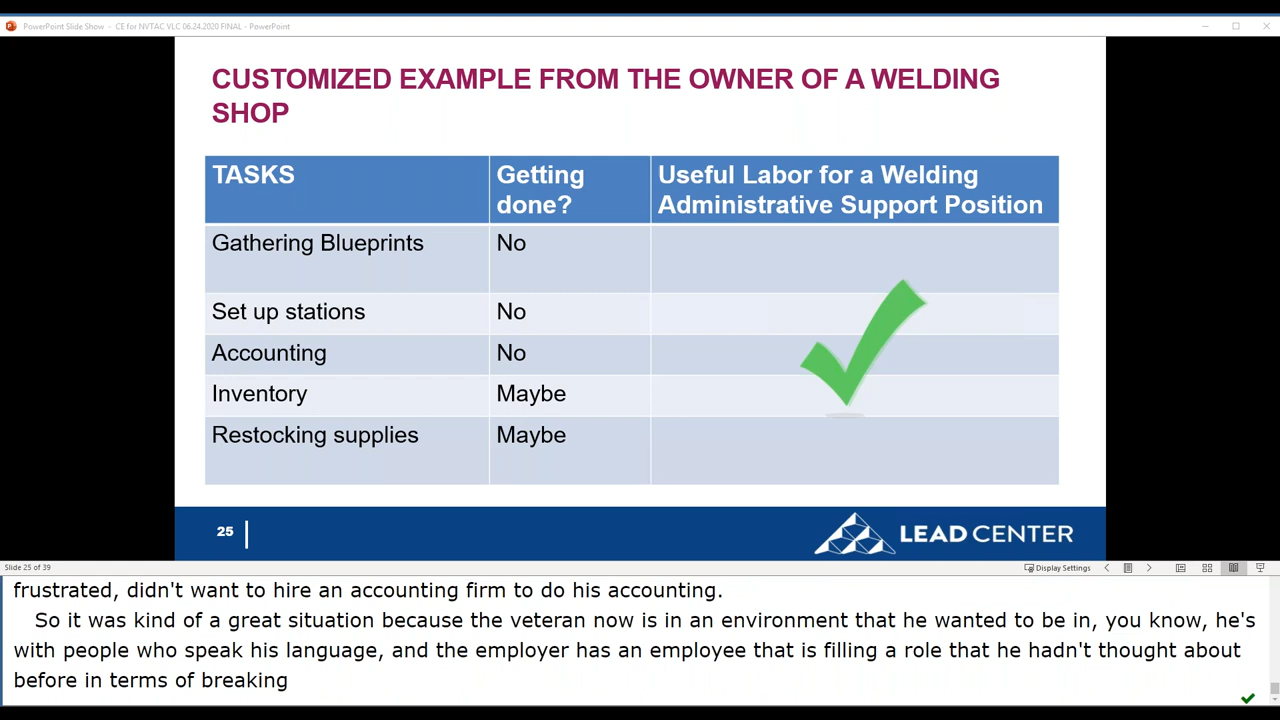 PowerPoint Slide Show - CE for NVTAC VLC 06.24.2020 FINAL - PowerPoint
CUSTOMIZED EXAMPLE FROM THE OWNER OF A WELDING
SHOP
TASKS
Getting
done?
Useful Labor for a Welding
Administrative Support Position
Gathering Blueprints
No
Set up stations
No
Accounting
No
Inventory
Maybe
Restocking supplies
Maybe
25
LEAD CENTER
Slide 25 of 39
Display Settings
frustrated, didn't want to hire an accounting firm to do his accounting.
So it was kind of a great situation because the veteran now is in an environment that he wanted to be in, you know, he's
with people who speak his language, and the employer has an employee that is filling a role that he hadn't thought about
before in terms of breaking